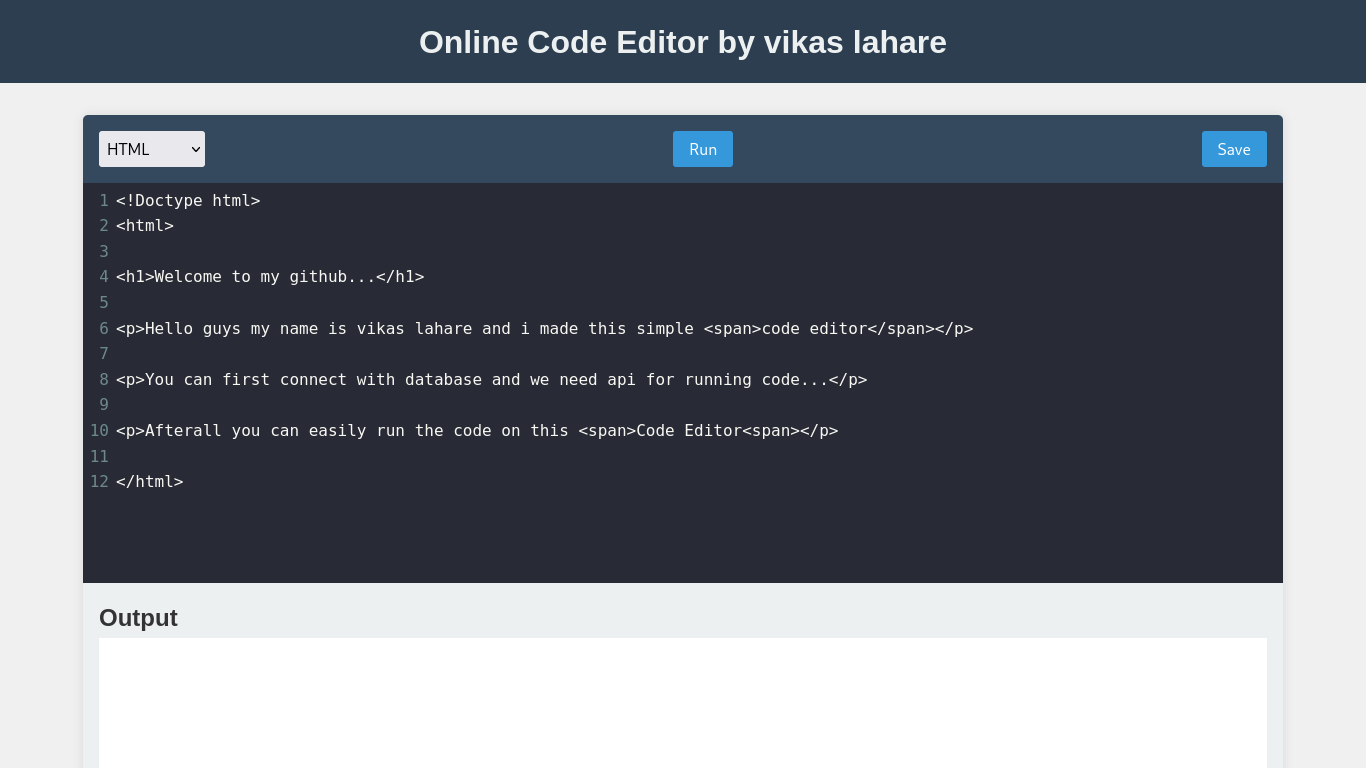 Online Code Editor by vikas lahare
HTML
Run
Save
1 <!Doctype html>
2 <html>
3
4 <h1>Welcome to my github...</h1>
5
6 <p>Hello guys my name is vikas lahare and i made this simple <span>code editor</span></p>
7
8 <p>You can first connect with database and we need api for running code...</p>
9
10 <p>Afterall you can easily run the code on this <span>Code Editor<span></p>
11
12 </html>
Output